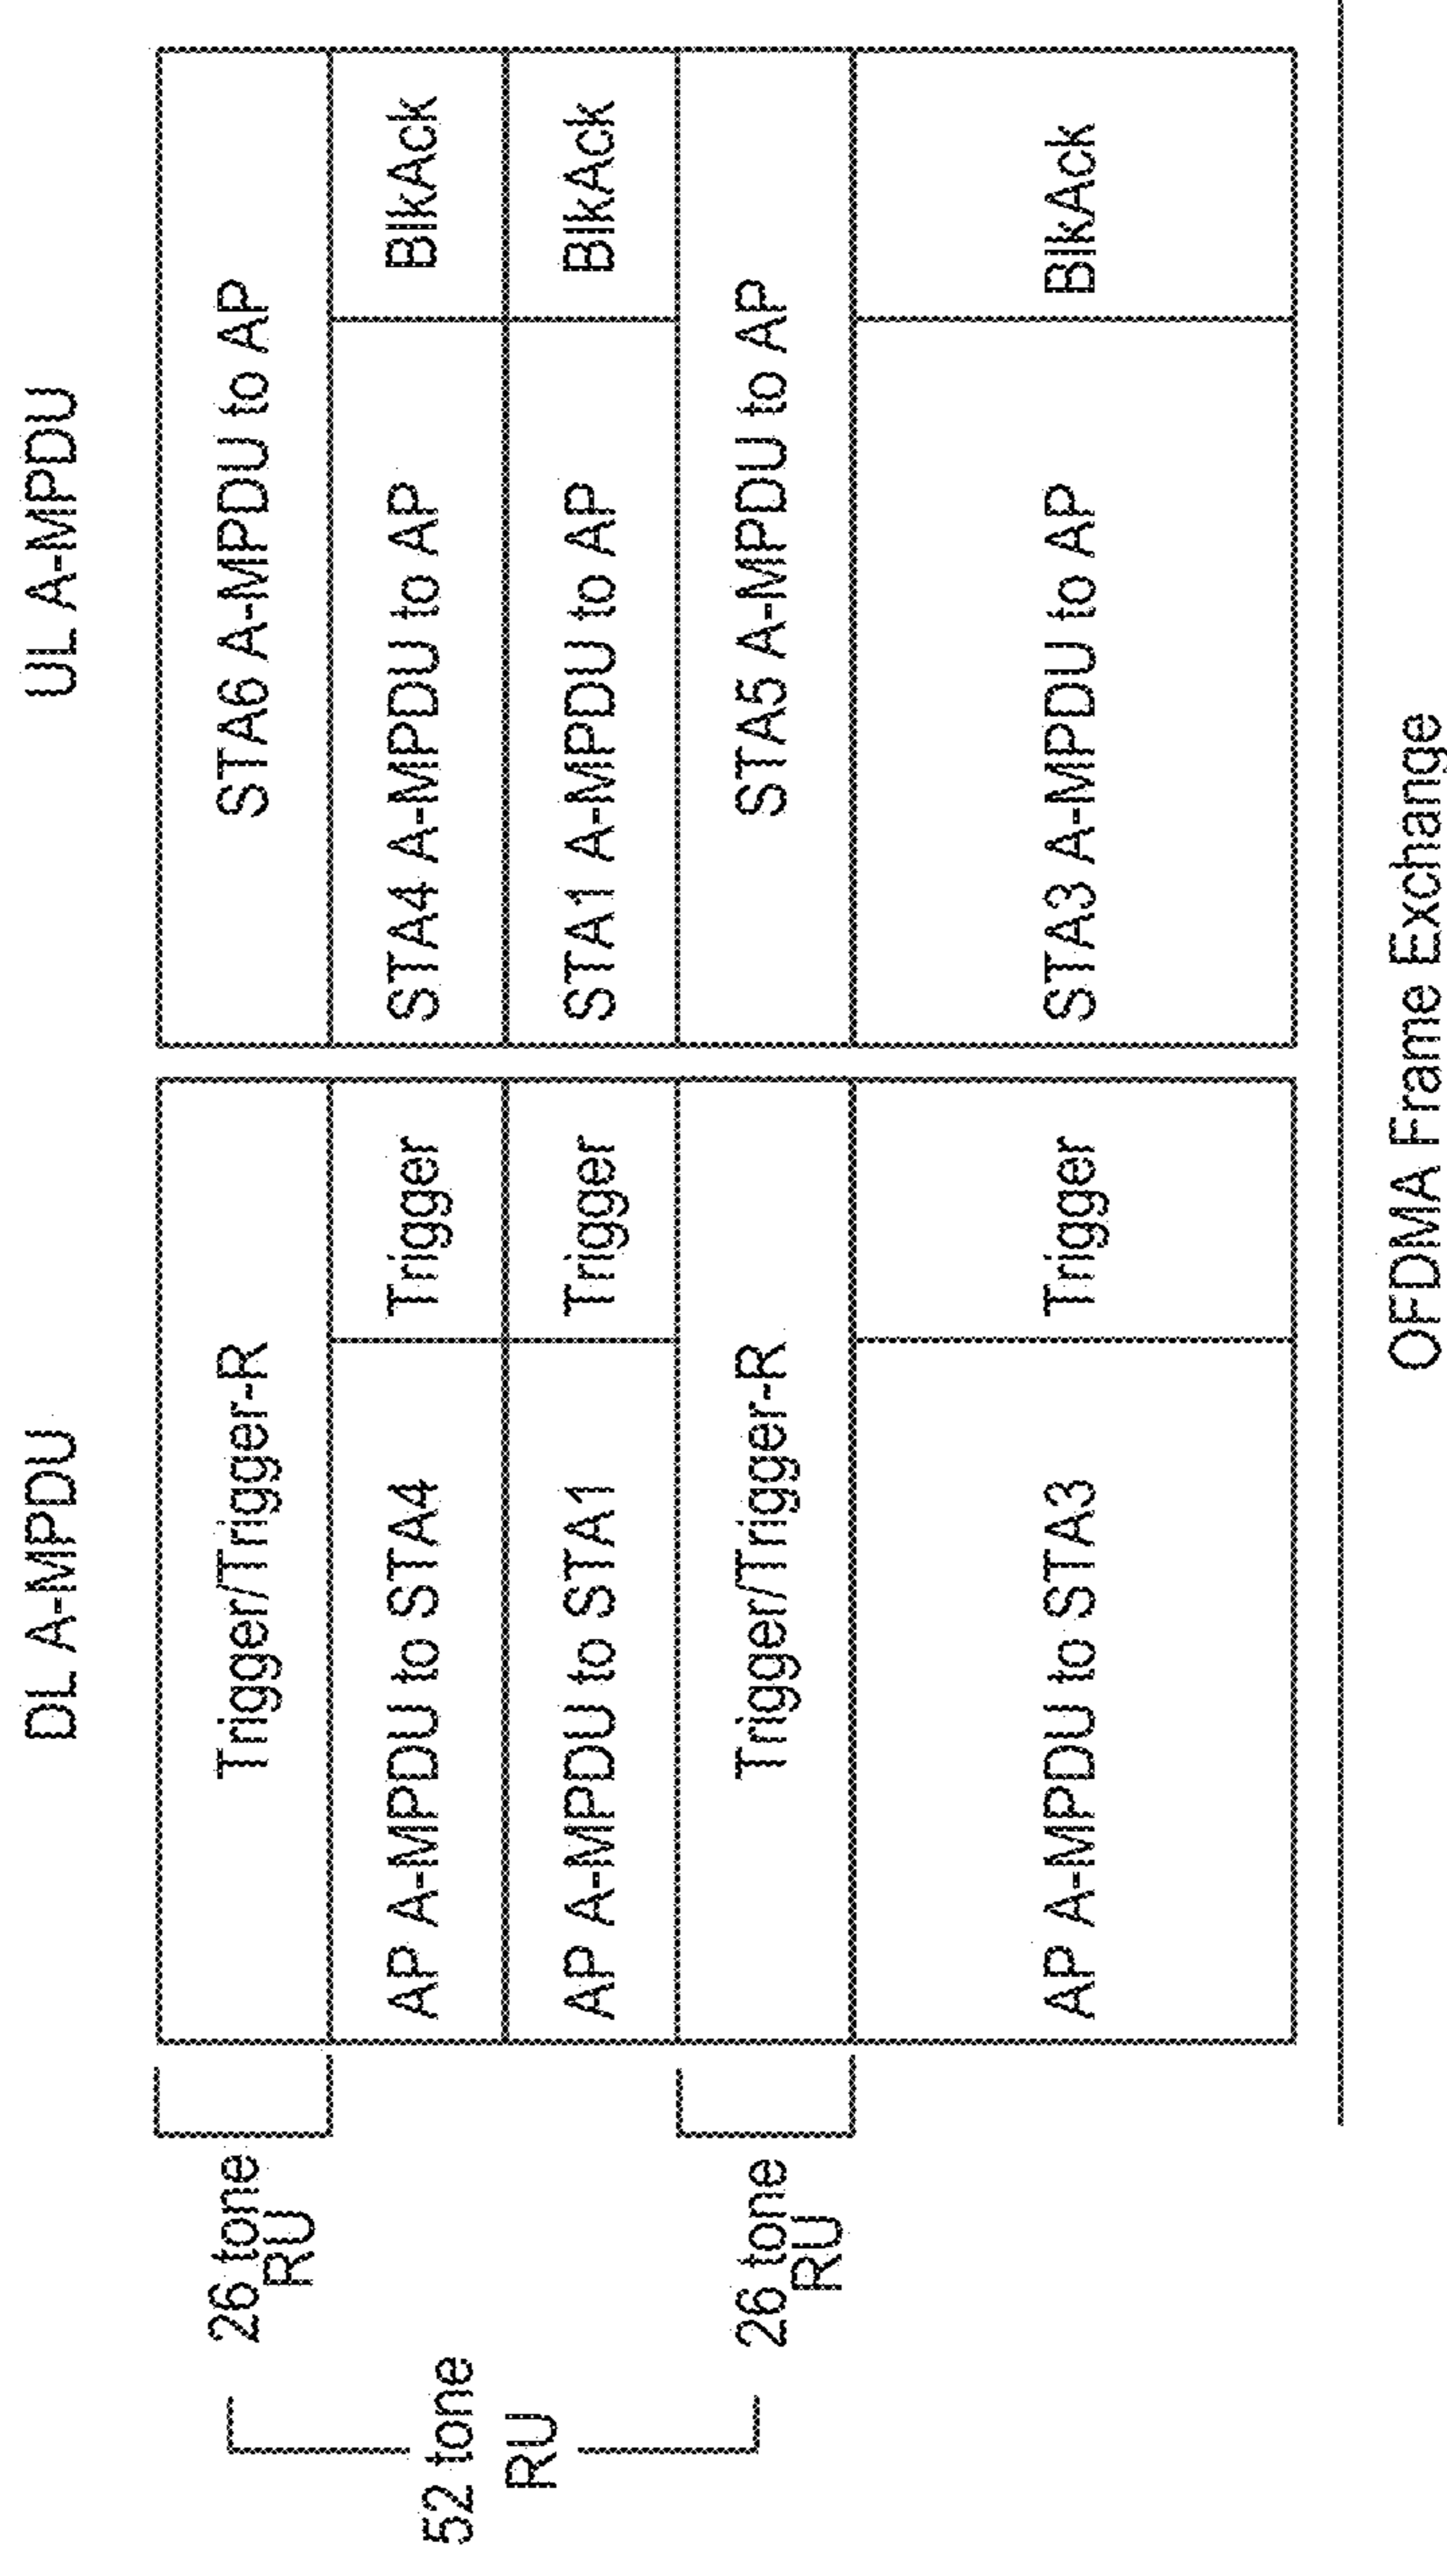 DL A-MPDU
UL A-MPDU
26 tone
RU
Trigger/Trigger-R
STA6 A-MPDU to AP
AP A-MPDU to STA4
Trigger
STA4 A-MPDU to AP
BlkAck
52 tone
RU
AP A-MPDU to STA1
Trigger
STA1 A-MPDU to AP
BlkAck
26 tone
RU
Trigger/Trigger-R
STA5 A-MPDU to AP
AP A-MPDU to STA3
Trigger
STA3 A-MPDU to AP
BlkAck
OFDMA Frame Exchange